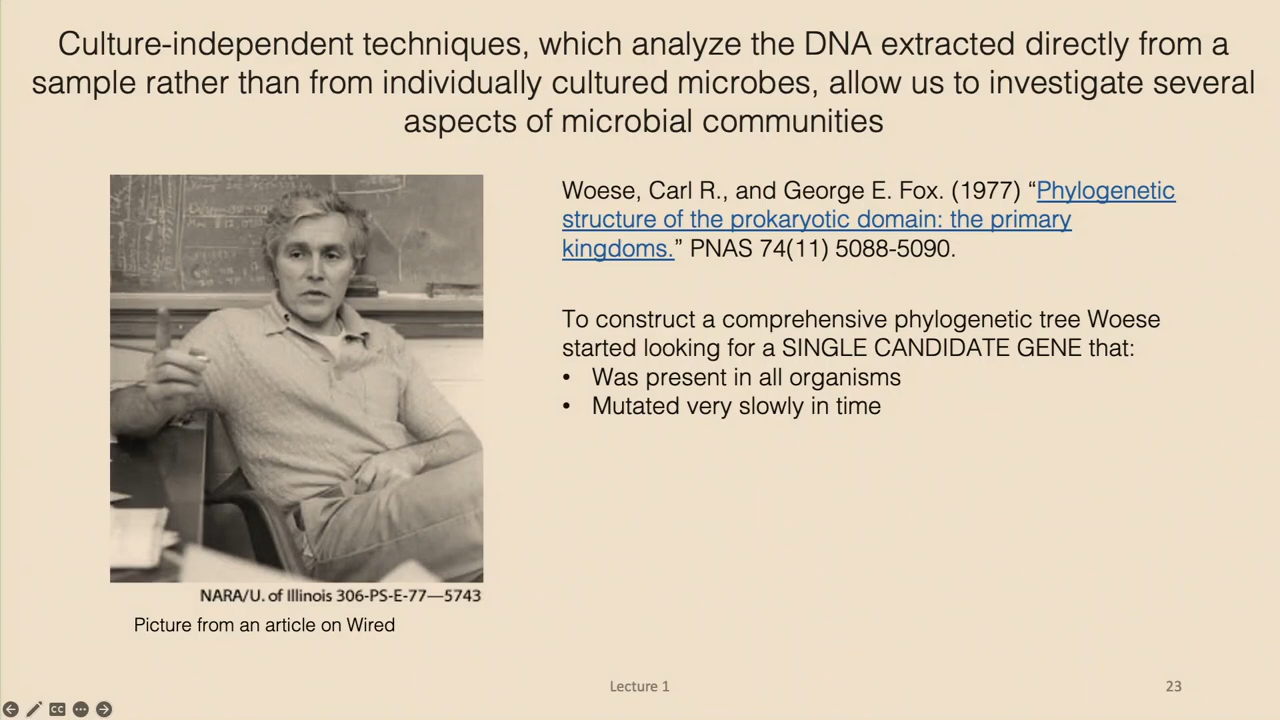 Culture-independent techniques, which analyze the DNA extracted directly from a
sample rather than from individually cultured microbes, allow us to investigate several
aspects of microbial communities
Woese, Carl R., and George E. Fox. (1977) “Phylogenetic
structure of the prokaryotic domain: the primary
kingdoms.” PNAS 74(11) 5088-5090.
To construct a comprehensive phylogenetic tree Woese
started looking for a SINGLE CANDIDATE GENE that:
• Was present in all organisms
• Mutated very slowly in time
NARA/U. of Illinois 306-PS-E-77—5743
Picture from an article on Wired
Lecture 1
23
CC